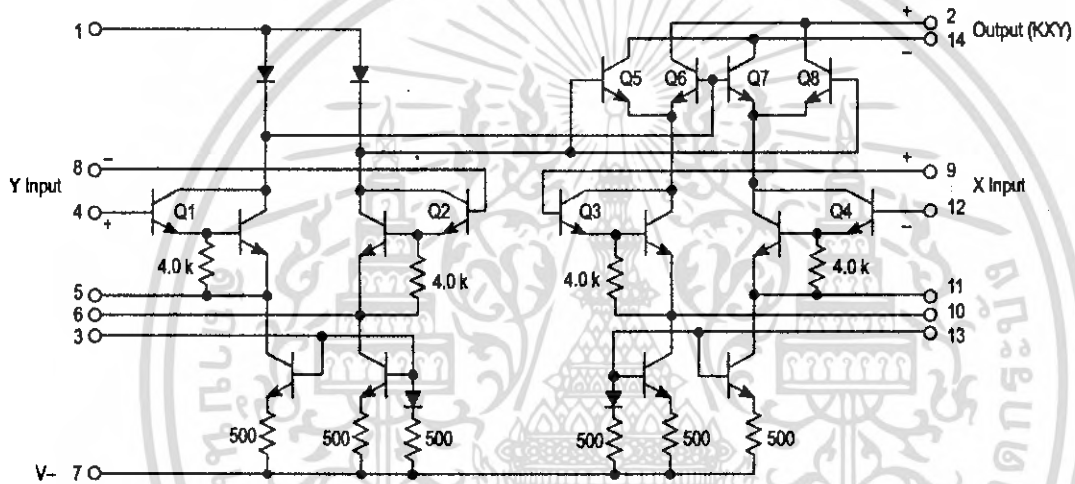 1
+ 2
14 Output (KXY)
−
Q5 Q6 Q7 Q8
8 −
+ 9
Y Input
X Input
4
+
Q1 Q2 Q3 Q4
12
−
4.0 k 4.0 k 4.0 k 4.0 k
5
11
6
10
3
13
500 500 500 500 500 500
V− 7